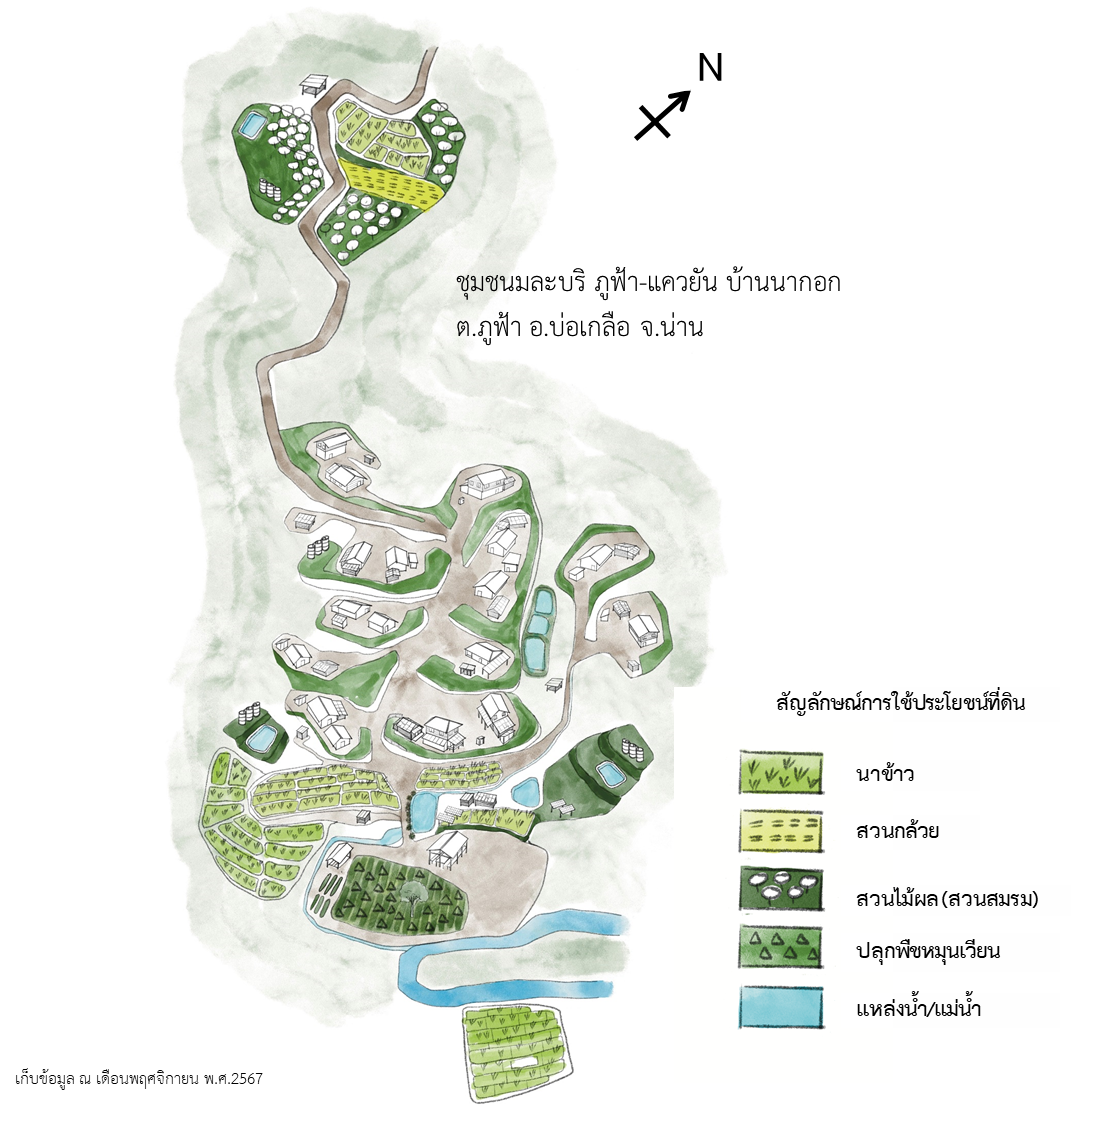 N
ชุมชนมละบริ ภูฟ้า-แควยัน บ้านนากอก
ต.ภูฟ้า อ.บ่อเกลือ จ.น่าน
สัญลักษณ์การใช้ประโยชน์ที่ดิน
นาข้าว
สวนกล้วย
สวนไม้ผล (สวนสมรม)
ปลุกพืชหมุนเวียน
แหล่งน้ำ/แม่น้ำ
เก็บข้อมูล ณ เดือนพฤศจิกายน พ.ศ.2567